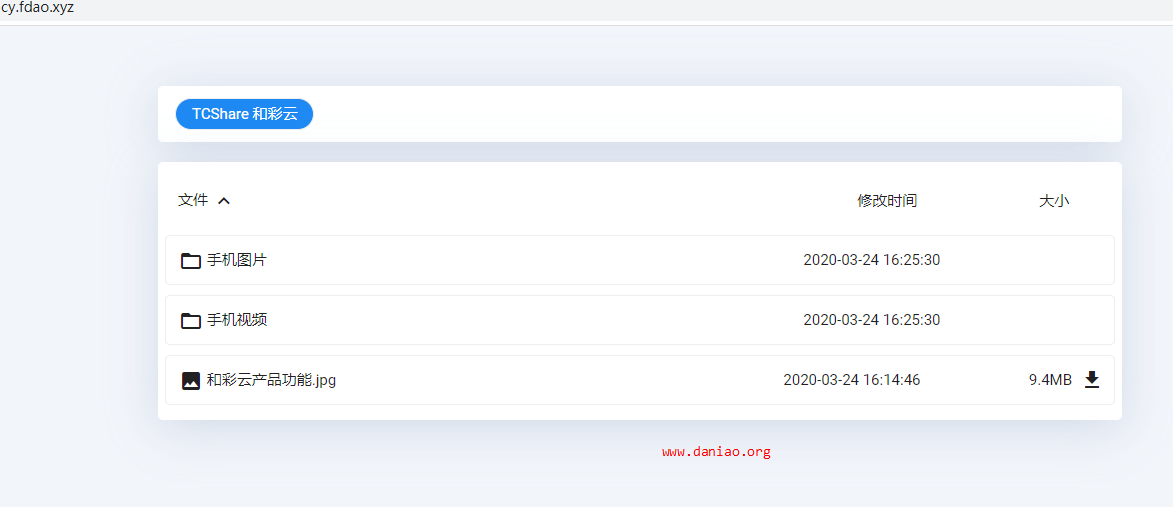 cy.fdao.xyz
TCShare 和彩云
文件 修改时间 大小
手机图片 2020-03-24 16:25:30
手机视频 2020-03-24 16:25:30
和彩云产品功能.jpg 2020-03-24 16:14:46 9.4MB
www.daniao.org